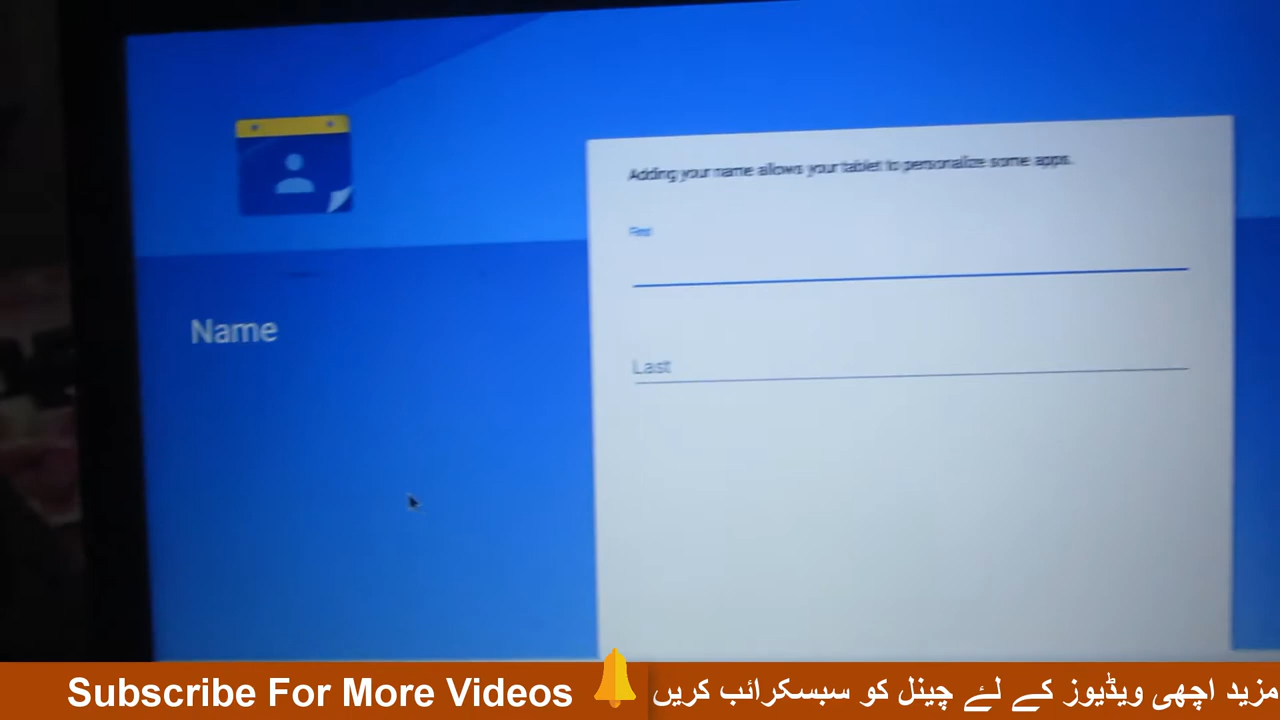 Adding your name allows your tablet to personalize some apps.
First
Name
Last
Subscribe For More Videos
مزید اچھی ویڈیوز کے لئے چینل کو سبسکرائب کریں